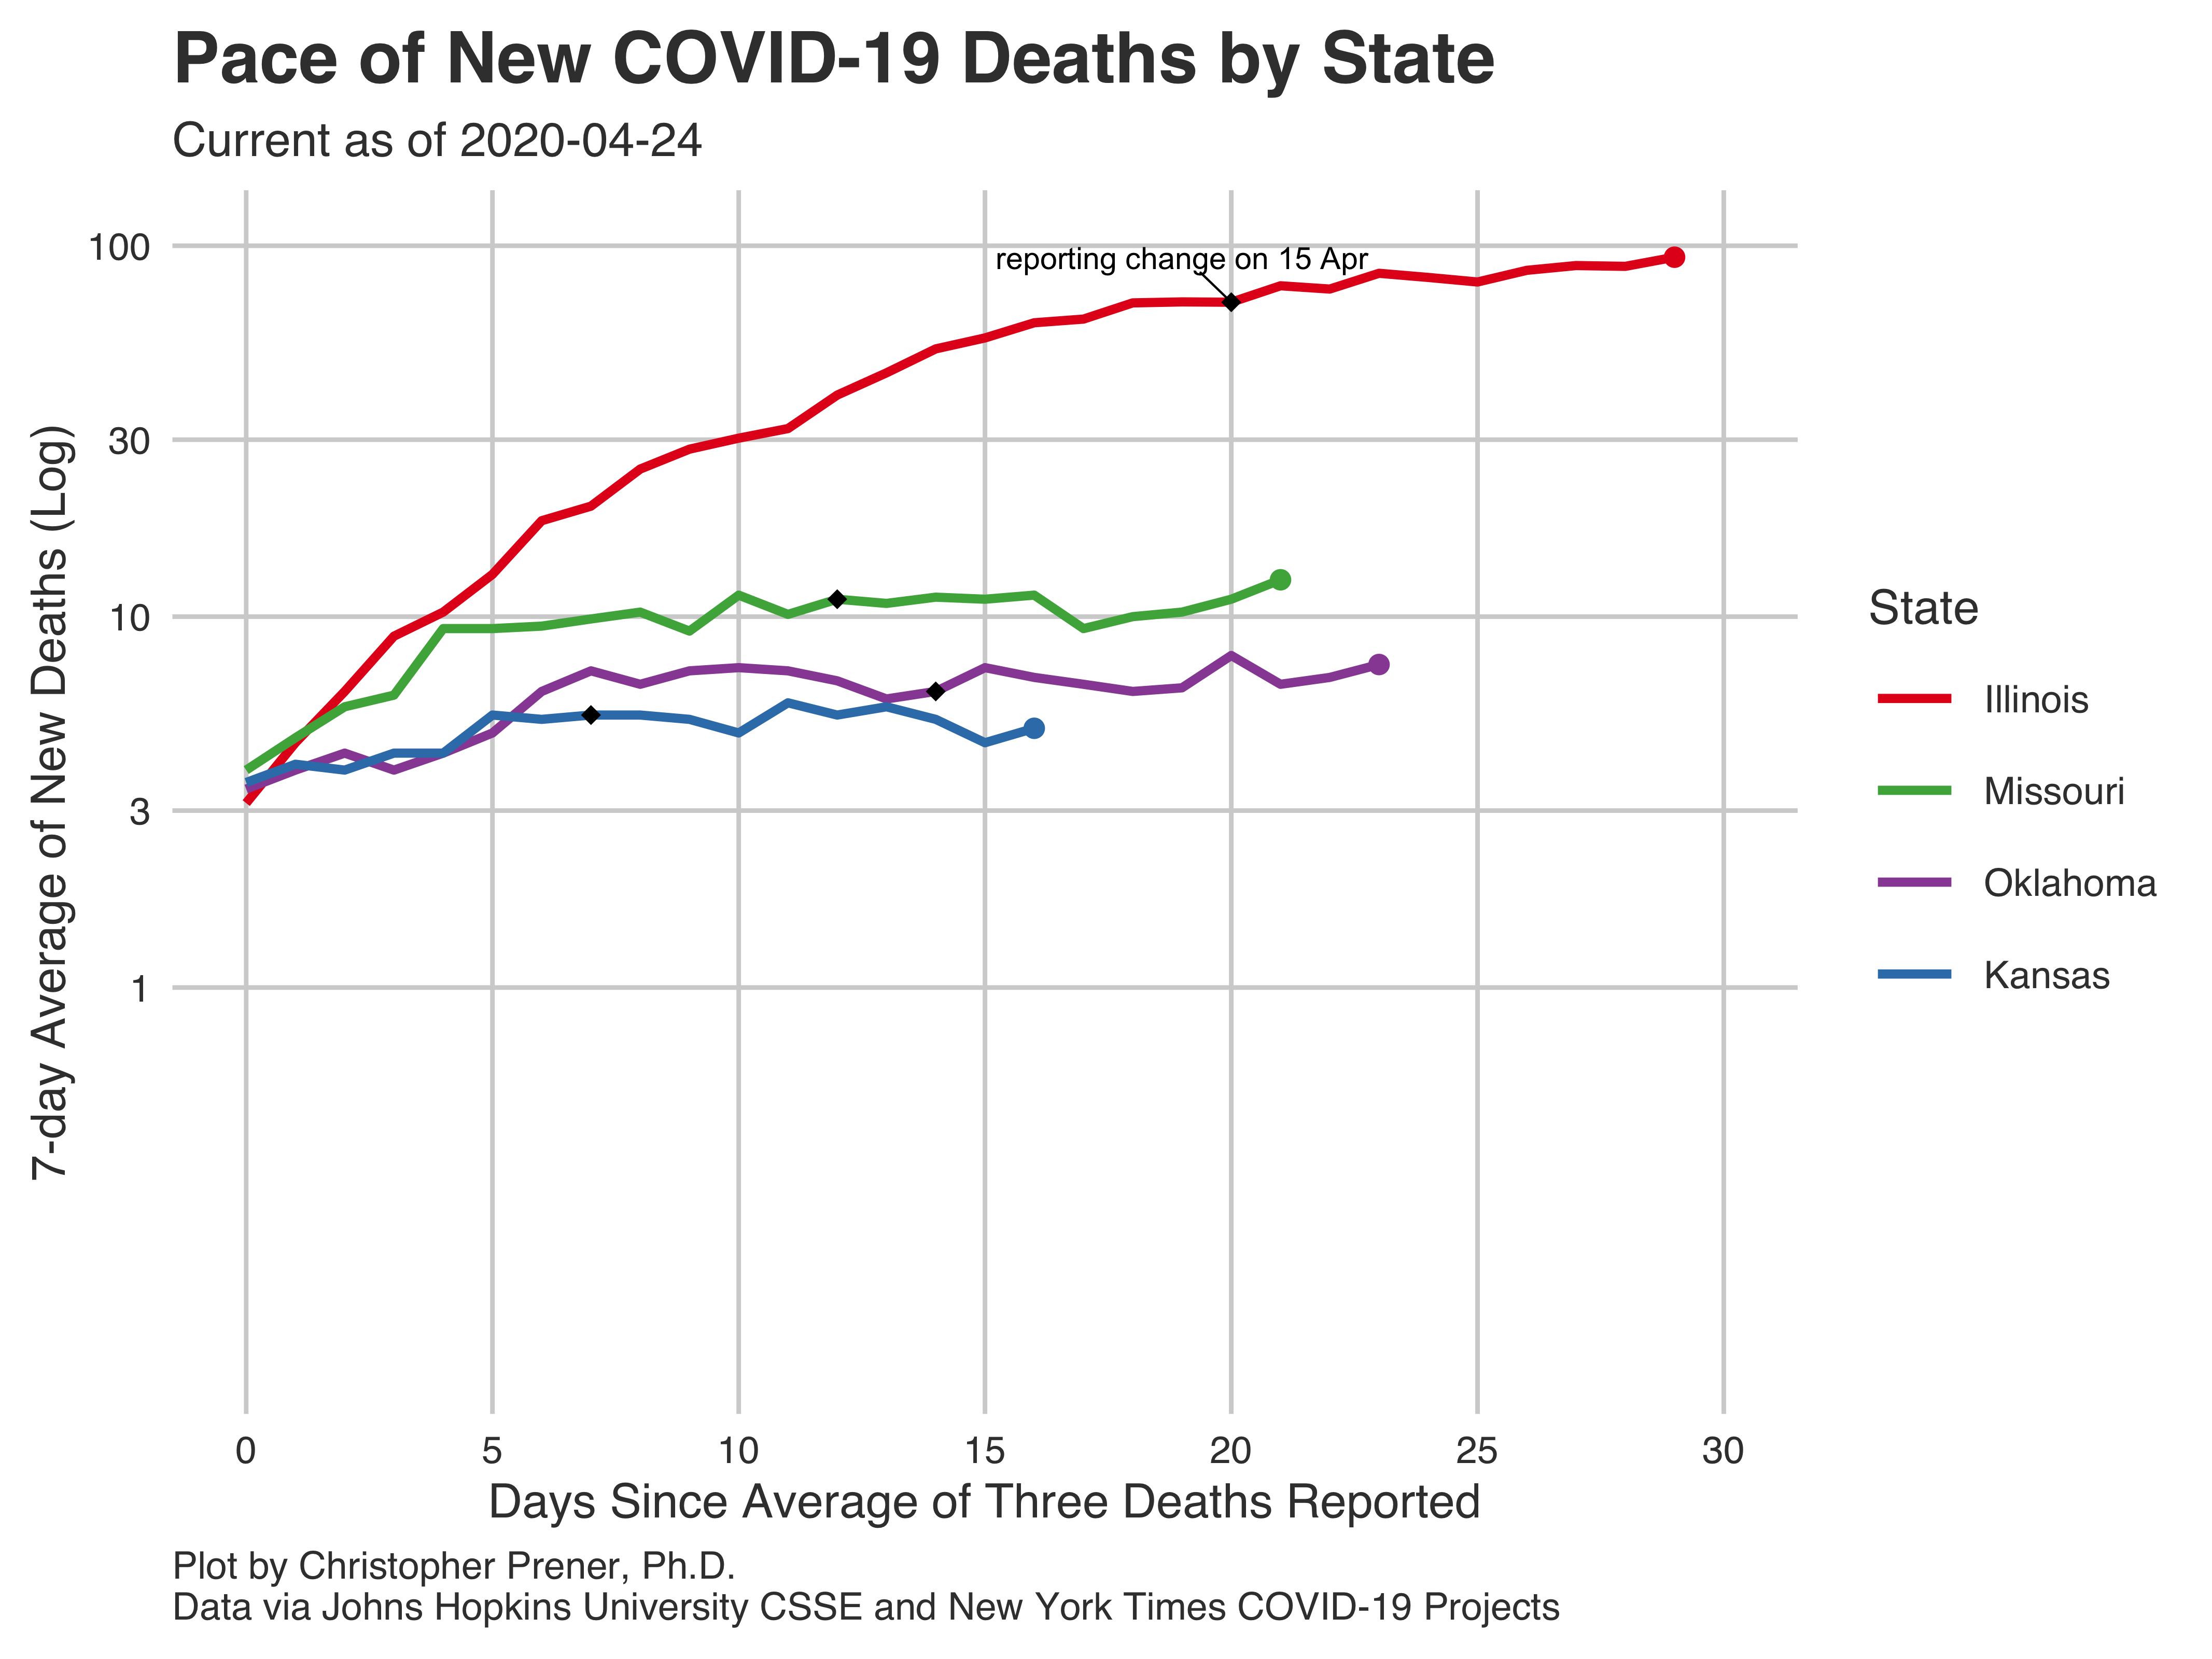 Pace of New COVID-19 Deaths by State
Current as of 2020-04-24
7-day Average of New Deaths (Log)
100
30
10
3
1
reporting change on 15 Apr
State
Illinois
Missouri
Oklahoma
Kansas
0 5 10 15 20 25 30
Days Since Average of Three Deaths Reported
Plot by Christopher Prener, Ph.D.
Data via Johns Hopkins University CSSE and New York Times COVID-19 Projects